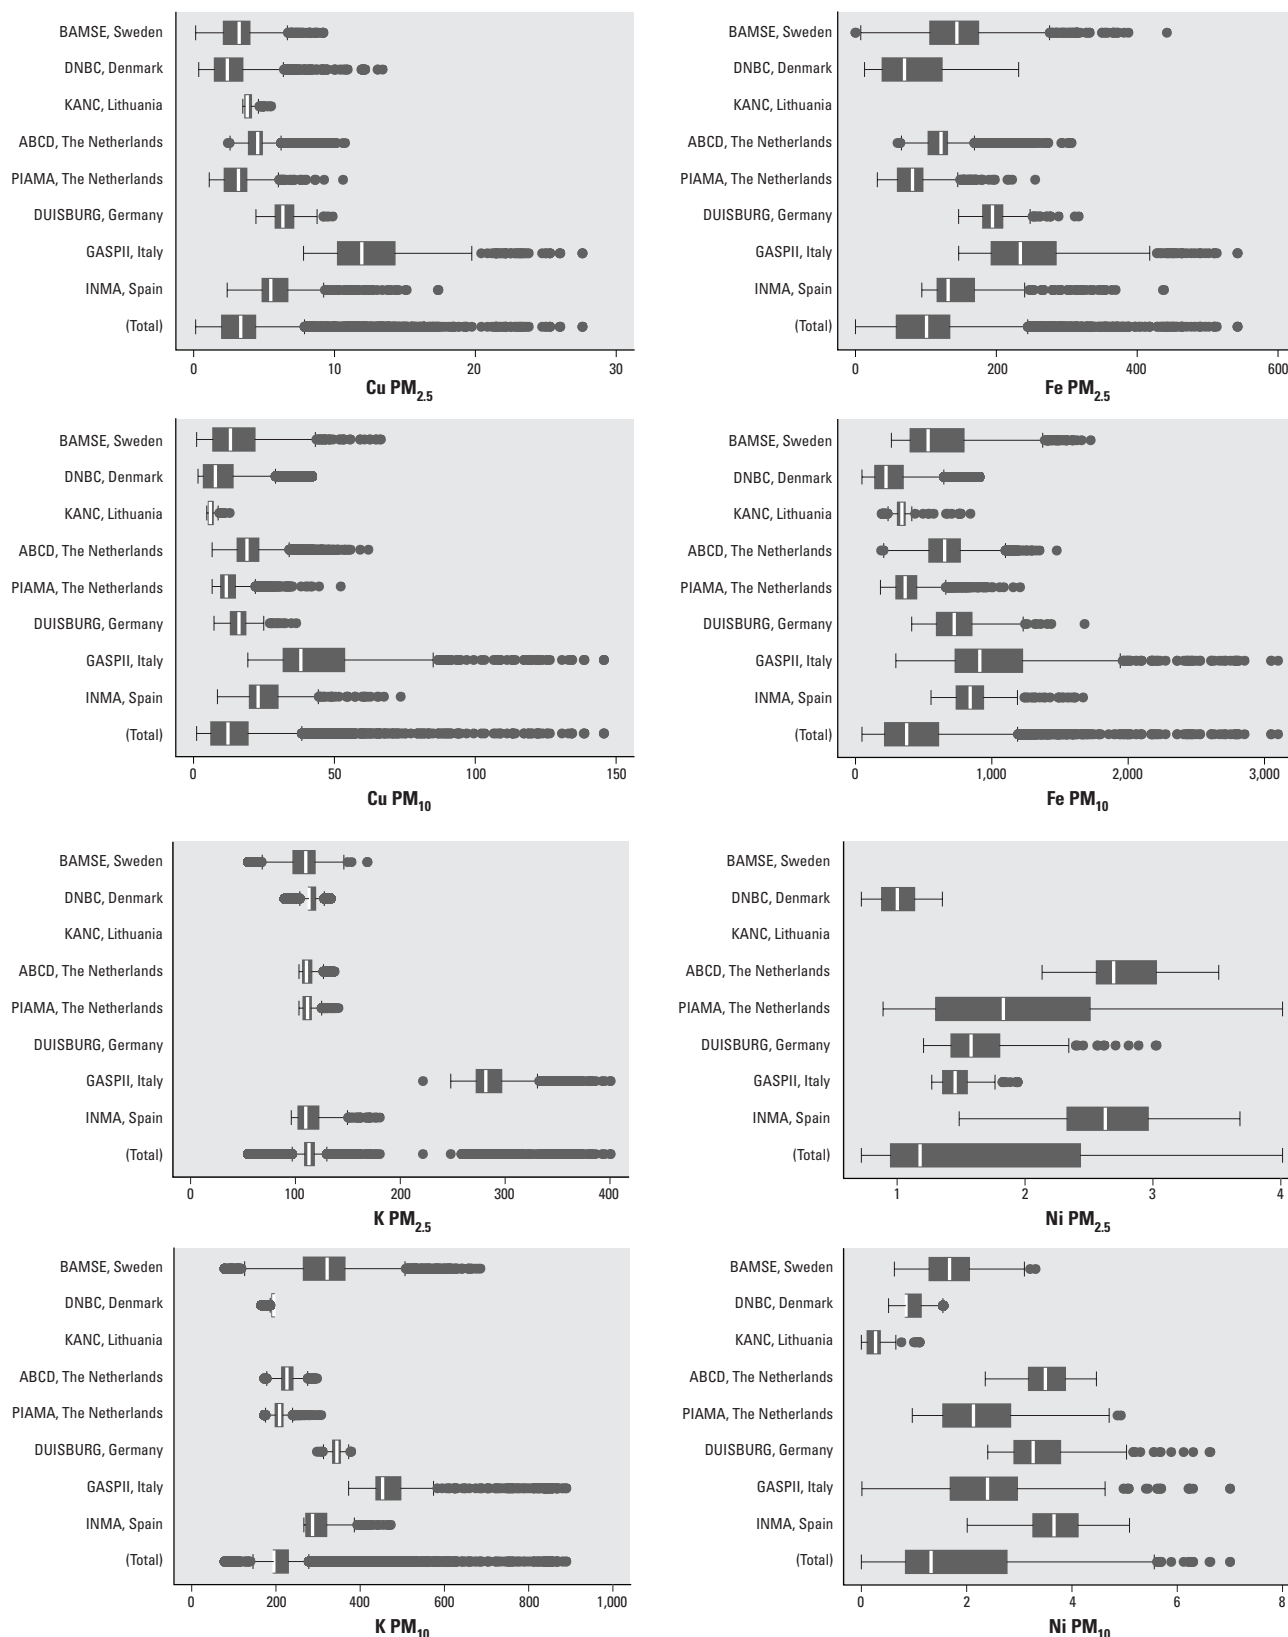 BAMSE, Sweden
DNBC, Denmark
KANC, Lithuania
ABCD, The Netherlands
PIAMA, The Netherlands
DUISBURG, Germany
GASPII, Italy
INMA, Spain
(Total)
0 10 20 30
Cu PM2.5
BAMSE, Sweden
DNBC, Denmark
KANC, Lithuania
ABCD, The Netherlands
PIAMA, The Netherlands
DUISBURG, Germany
GASPII, Italy
INMA, Spain
(Total)
0 200 400 600
Fe PM2.5
BAMSE, Sweden
DNBC, Denmark
KANC, Lithuania
ABCD, The Netherlands
PIAMA, The Netherlands
DUISBURG, Germany
GASPII, Italy
INMA, Spain
(Total)
0 50 100 150
Cu PM10
BAMSE, Sweden
DNBC, Denmark
KANC, Lithuania
ABCD, The Netherlands
PIAMA, The Netherlands
DUISBURG, Germany
GASPII, Italy
INMA, Spain
(Total)
0 1,000 2,000 3,000
Fe PM10
BAMSE, Sweden
DNBC, Denmark
KANC, Lithuania
ABCD, The Netherlands
PIAMA, The Netherlands
DUISBURG, Germany
GASPII, Italy
INMA, Spain
(Total)
0 100 200 300 400
K PM2.5
BAMSE, Sweden
DNBC, Denmark
KANC, Lithuania
ABCD, The Netherlands
PIAMA, The Netherlands
DUISBURG, Germany
GASPII, Italy
INMA, Spain
(Total)
1 2 3 4
Ni PM2.5
BAMSE, Sweden
DNBC, Denmark
KANC, Lithuania
ABCD, The Netherlands
PIAMA, The Netherlands
DUISBURG, Germany
GASPII, Italy
INMA, Spain
(Total)
0 200 400 600 800 1,000
K PM10
BAMSE, Sweden
DNBC, Denmark
KANC, Lithuania
ABCD, The Netherlands
PIAMA, The Netherlands
DUISBURG, Germany
GASPII, Italy
INMA, Spain
(Total)
0 2 4 6 8
Ni PM10